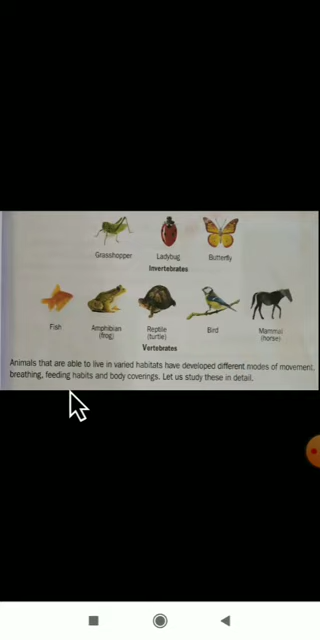 Grasshopper Ladybug Butterfly
Invertebrates
Fish Amphibian Reptile Bird Mammal
(frog) (turtle) (horse)
Vertebrates
Animals that are able to live in varied habitats have developed different modes of movement,
breathing, feeding habits and body coverings. Let us study these in detail.